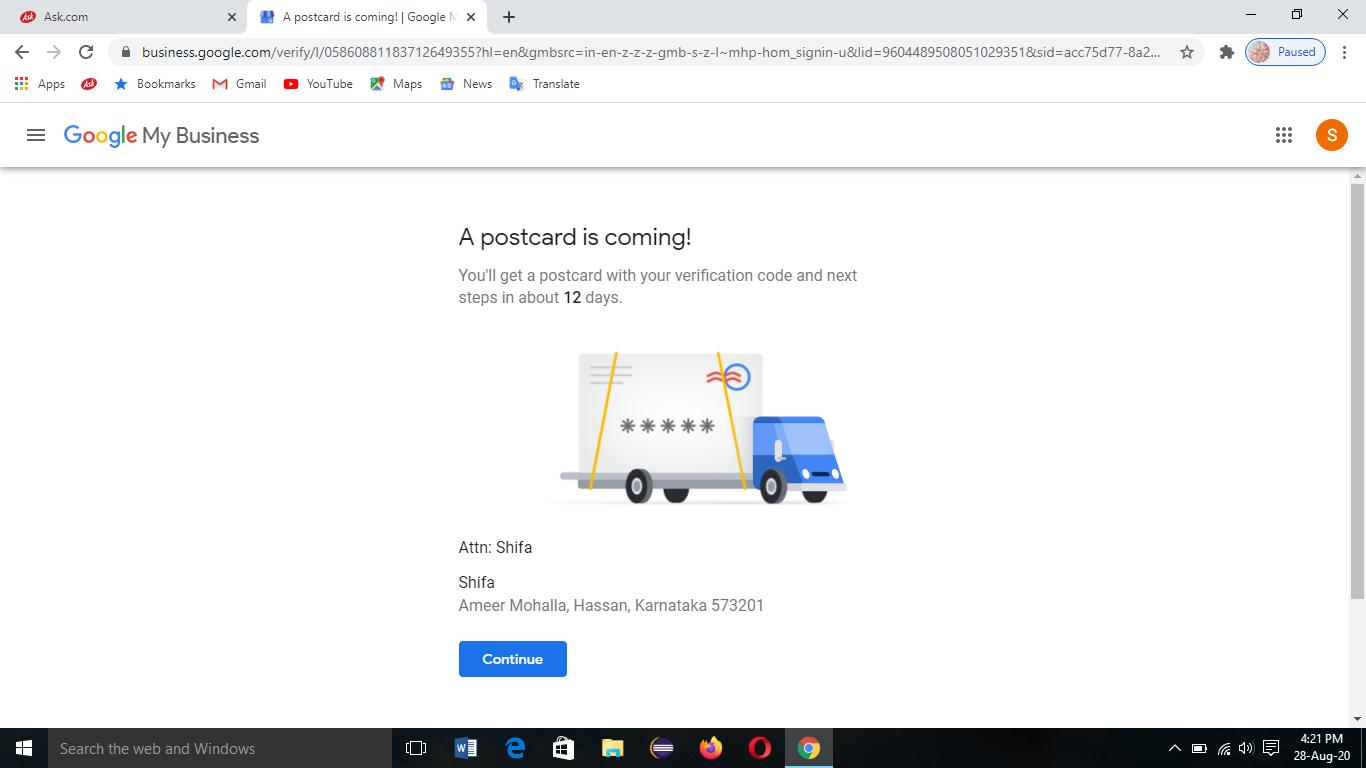 Ask
Ask.com
A postcard is coming! | Google M
business.google.com/verify/l/05860881183712649355?hl=en&gmbsrc=in-en-z-z-z-gmb-s-z-l~mhp-hom_signin-u&lid=9604489508051029351&sid=acc75d77-8a2...
Paused
Apps
Ask
Bookmarks
Gmail
YouTube
Maps
News
Translate
Google My Business
S
A postcard is coming!
You'll get a postcard with your verification code and next
steps in about 12 days.
*****
Attn: Shifa
Shifa
Ameer Mohalla, Hassan, Karnataka 573201
Continue
Search the web and Windows
4:21 PM
28-Aug-20